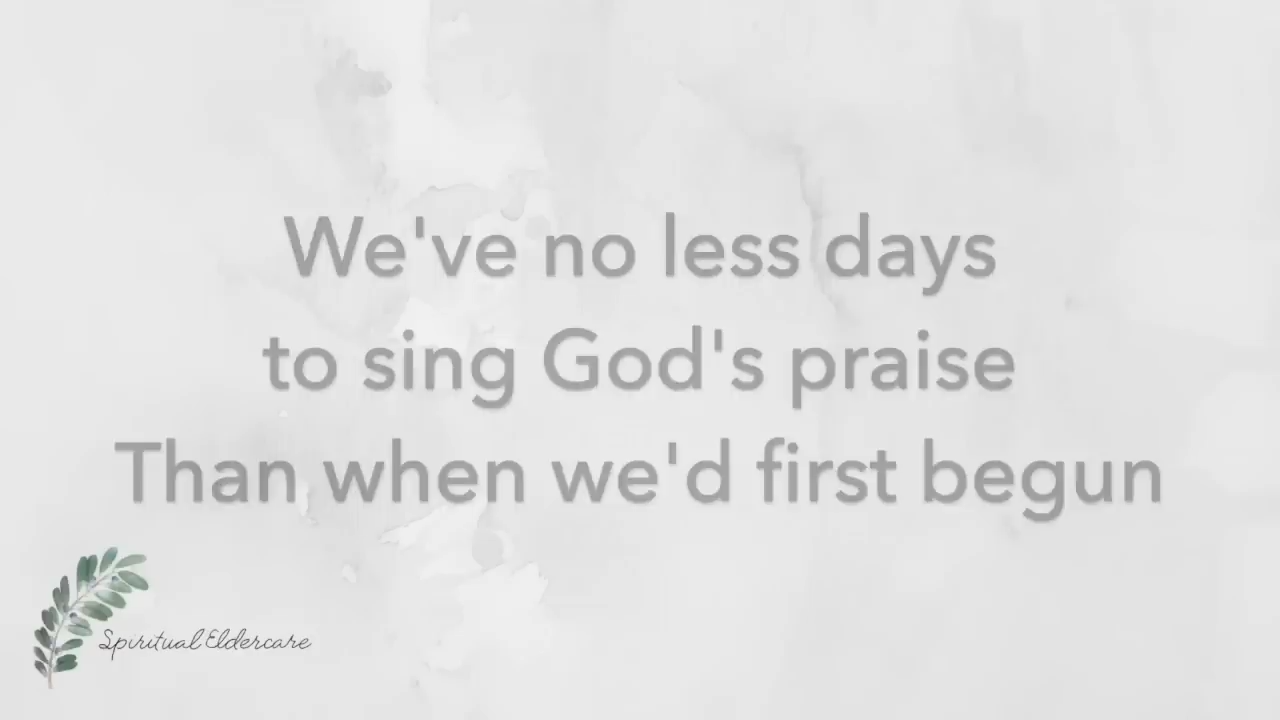 We've no less days
to sing God's praise
Than when we'd first begun
Spiritual Eldercare